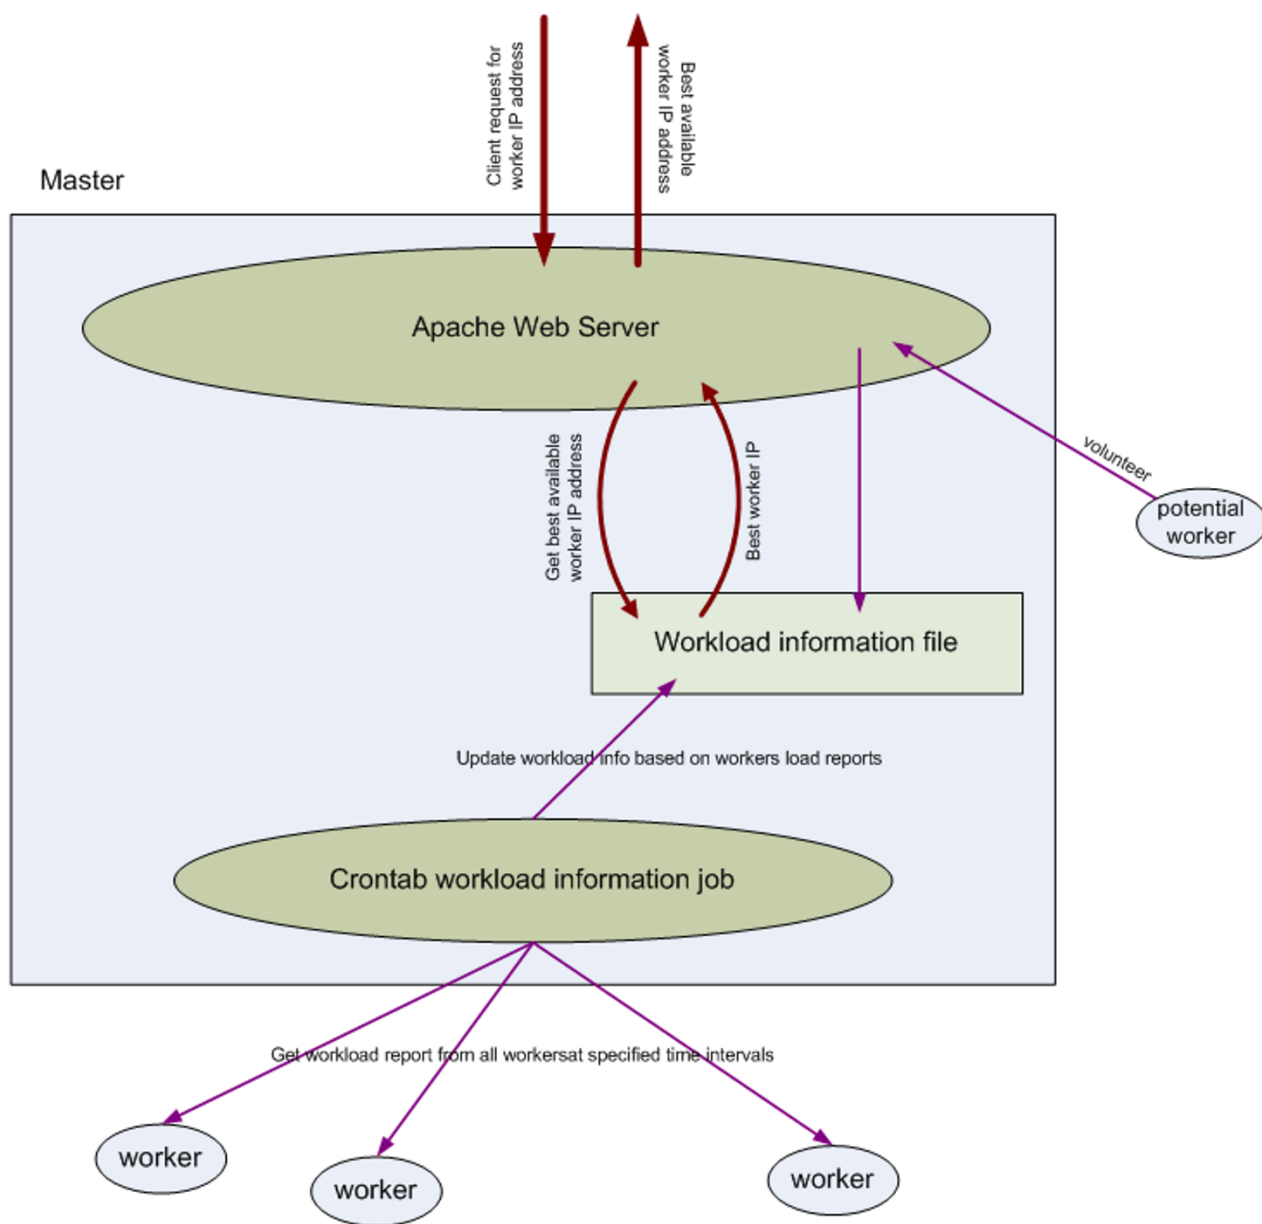 Client request for
worker IP address
Best available
worker IP address
Master
Apache Web Server
Get best available
worker IP address
Best worker IP
volunteer
potential
worker
Workload information file
Update workload info based on workers load reports
Crontab workload information job
Get workload report from all workersat specified time intervals
worker
worker
worker